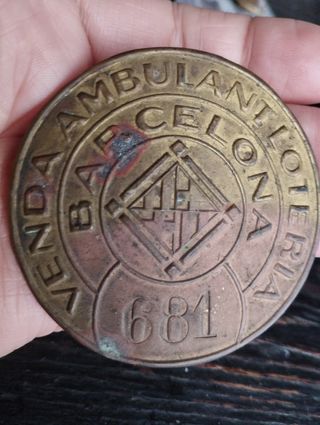 VENDA AMBULANT LOTERIA
BARCELONA
681